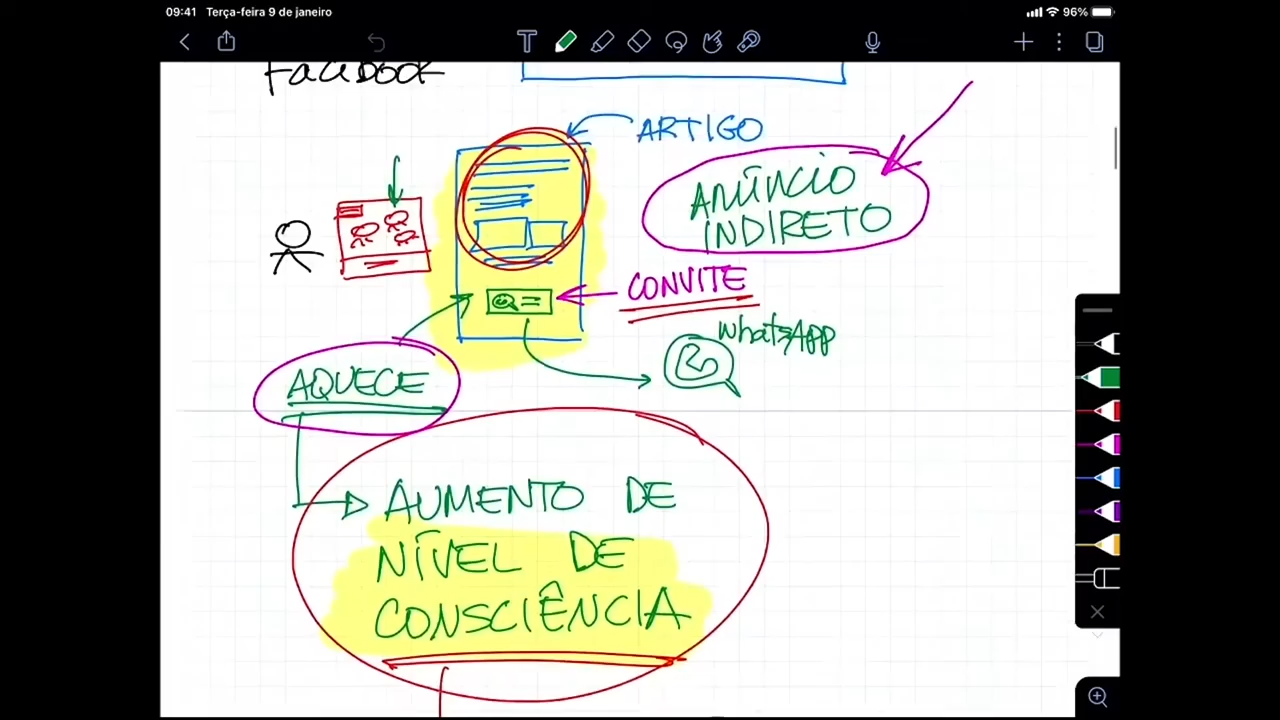 09:41 Terça-feira 9 de janeiro
96%
FaceBook
ARTIGO
ANÚNCIO
INDIRETO
CONVITE
WhatsApp
AQUECE
AUMENTO DE
NÍVEL DE
CONSCIÊNCIA